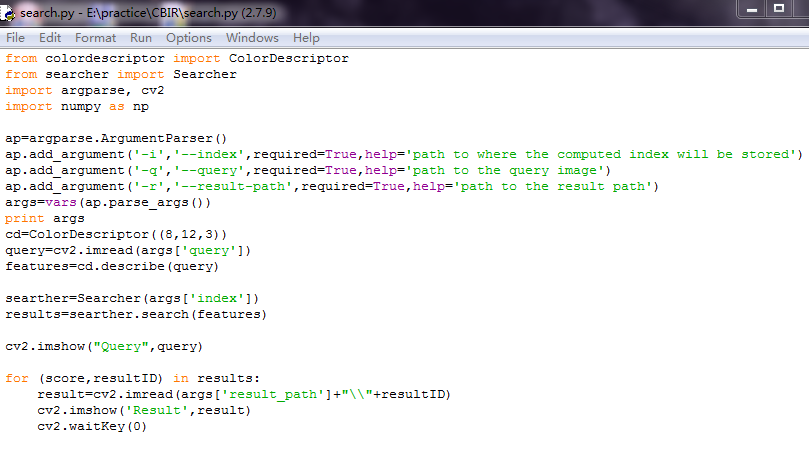 search.py - E:\practice\CBIR\search.py (2.7.9)
File Edit Format Run Options Windows Help
from colordescriptor import ColorDescriptor
from searcher import Searcher
import argparse, cv2
import numpy as np

ap=argparse.ArgumentParser()
ap.add_argument('-i','--index',required=True,help='path to where the computed index will be stored')
ap.add_argument('-q','--query',required=True,help='path to the query image')
ap.add_argument('-r','--result-path',required=True,help='path to the result path')
args=vars(ap.parse_args())
print args
cd=ColorDescriptor((8,12,3))
query=cv2.imread(args['query'])
features=cd.describe(query)

searther=Searcher(args['index'])
results=searther.search(features)

cv2.imshow("Query",query)

for (score,resultID) in results:
    result=cv2.imread(args['result_path']+"\\"+resultID)
    cv2.imshow('Result',result)
    cv2.waitKey(0)